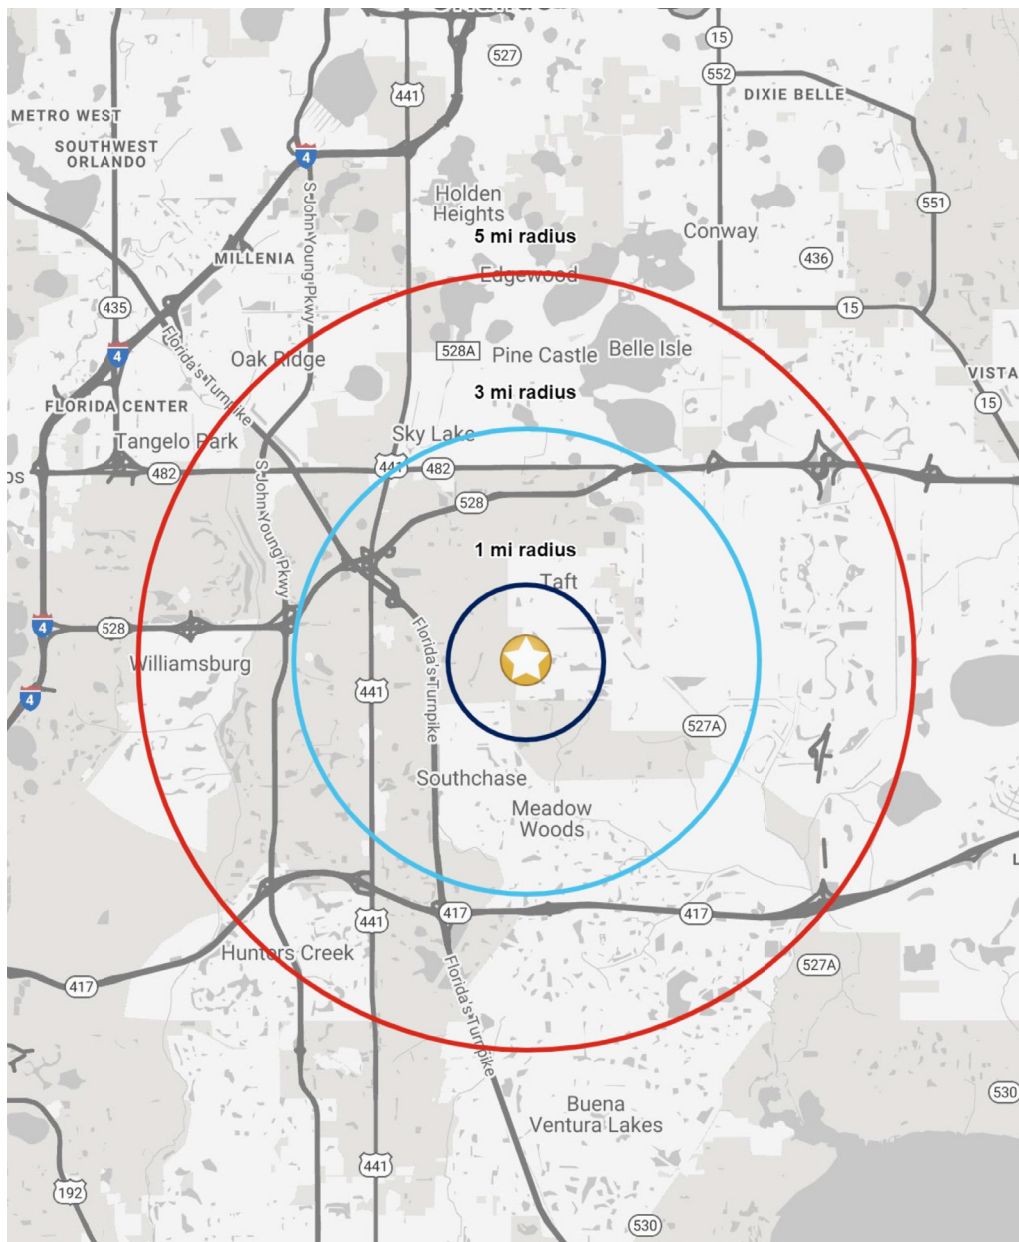 527
15
552
DIXIE BELLE
441
METRO WEST
SOUTHWEST
ORLANDO
4
S John Young Pkwy
Holden
Heights
551
5 mi radius
Conway
436
MILLENIA
Edgewood
435
15
Florida's Turnpike
4
Oak Ridge
528A
Pine Castle
Belle Isle
VISTA
3 mi radius
15
FLORIDA CENTER
Tangelo Park
Sky Lake
482
441
482
S John Young Pkwy
528
1 mi radius
Taft
4
528
Williamsburg
Florida's Turnpike
4
441
527A
Southchase
Meadow
Woods
441
417
417
Hunters Creek
527A
417
Florida's Turnpike
530
Buena
Ventura Lakes
441
192
530